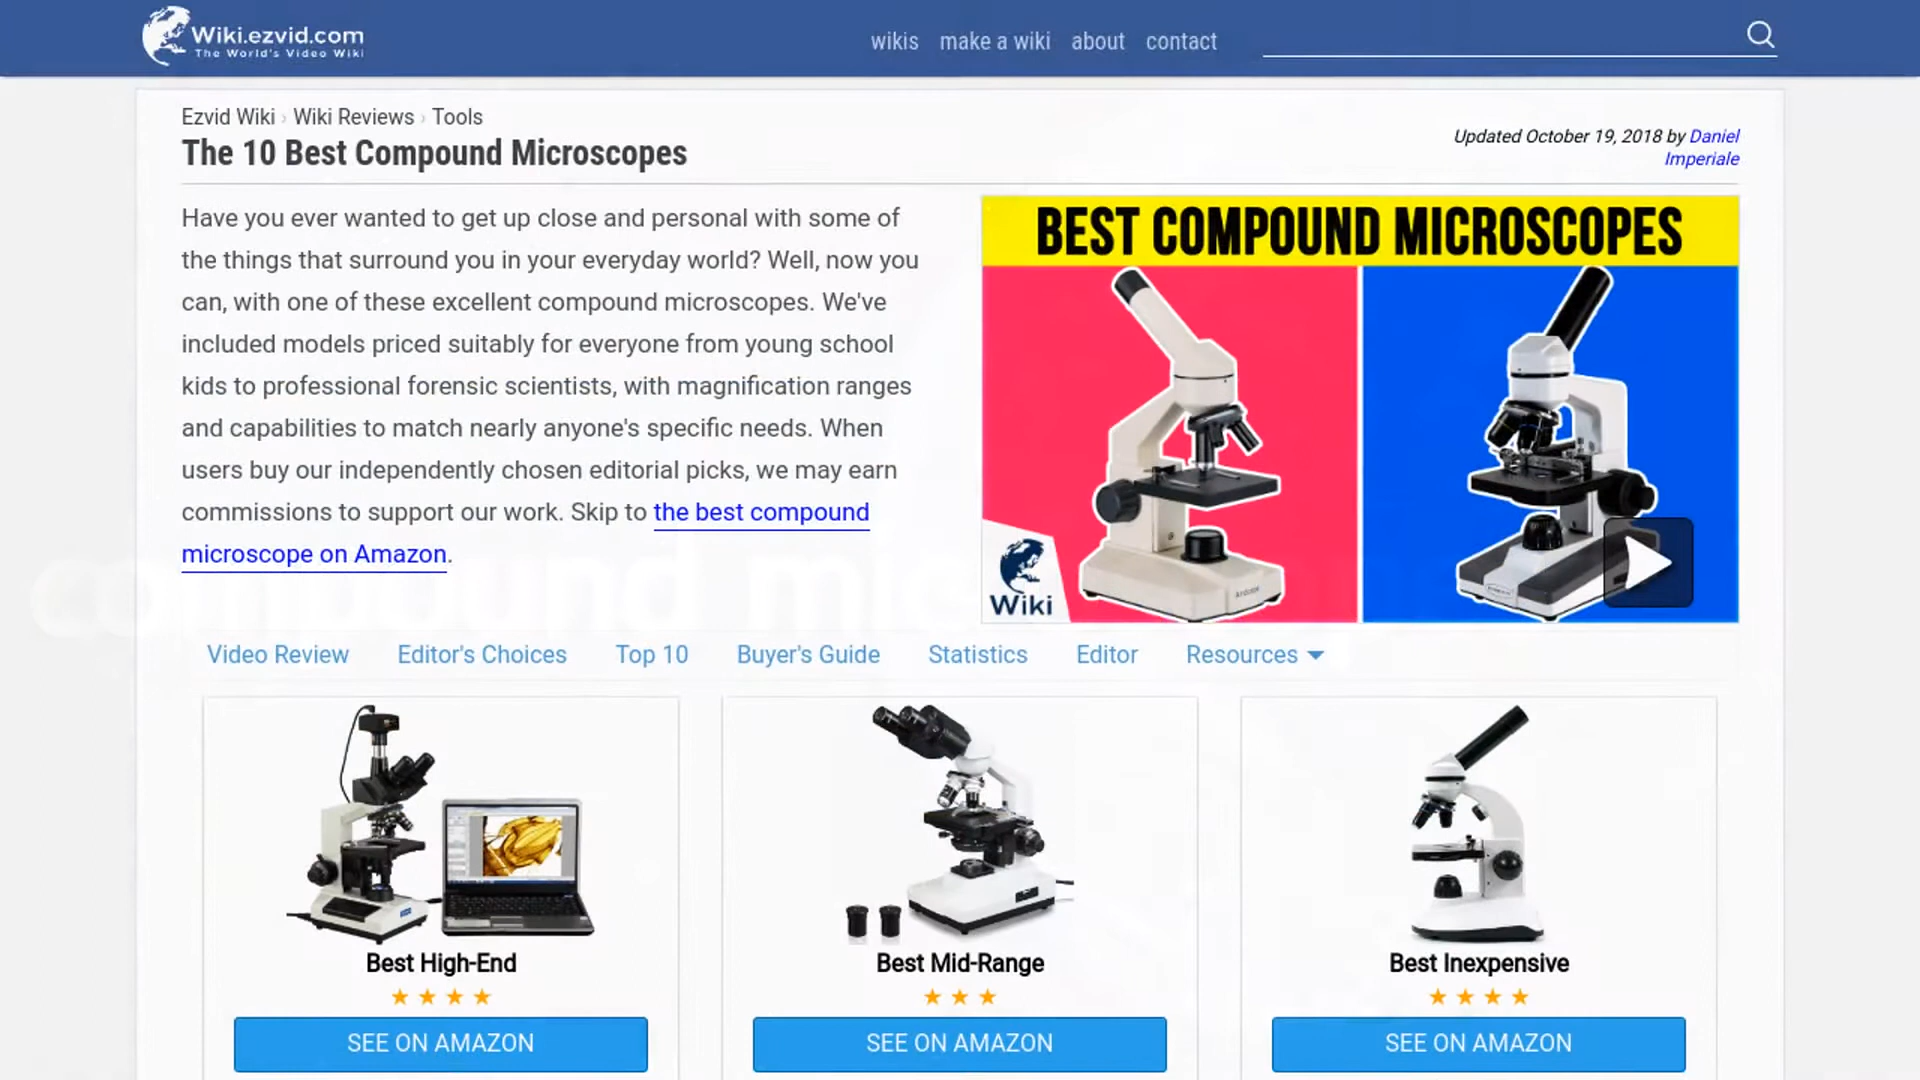 Wiki.ezvid.com
The World's Video Wiki
wikis make a wiki about contact
Ezvid Wiki › Wiki Reviews › Tools
The 10 Best Compound Microscopes
Updated October 19, 2018 by Daniel
Imperiale
Have you ever wanted to get up close and personal with some of
the things that surround you in your everyday world? Well, now you
can, with one of these excellent compound microscopes. We've
included models priced suitably for everyone from young school
kids to professional forensic scientists, with magnification ranges
and capabilities to match nearly anyone's specific needs. When
users buy our independently chosen editorial picks, we may earn
commissions to support our work. Skip to the best compound
microscope on Amazon.
BEST COMPOUND MICROSCOPES
Wiki
compound
Video Review Editor's Choices Top 10 Buyer's Guide Statistics Editor Resources
Best High-End
Best Mid-Range
Best Inexpensive
SEE ON AMAZON
SEE ON AMAZON
SEE ON AMAZON